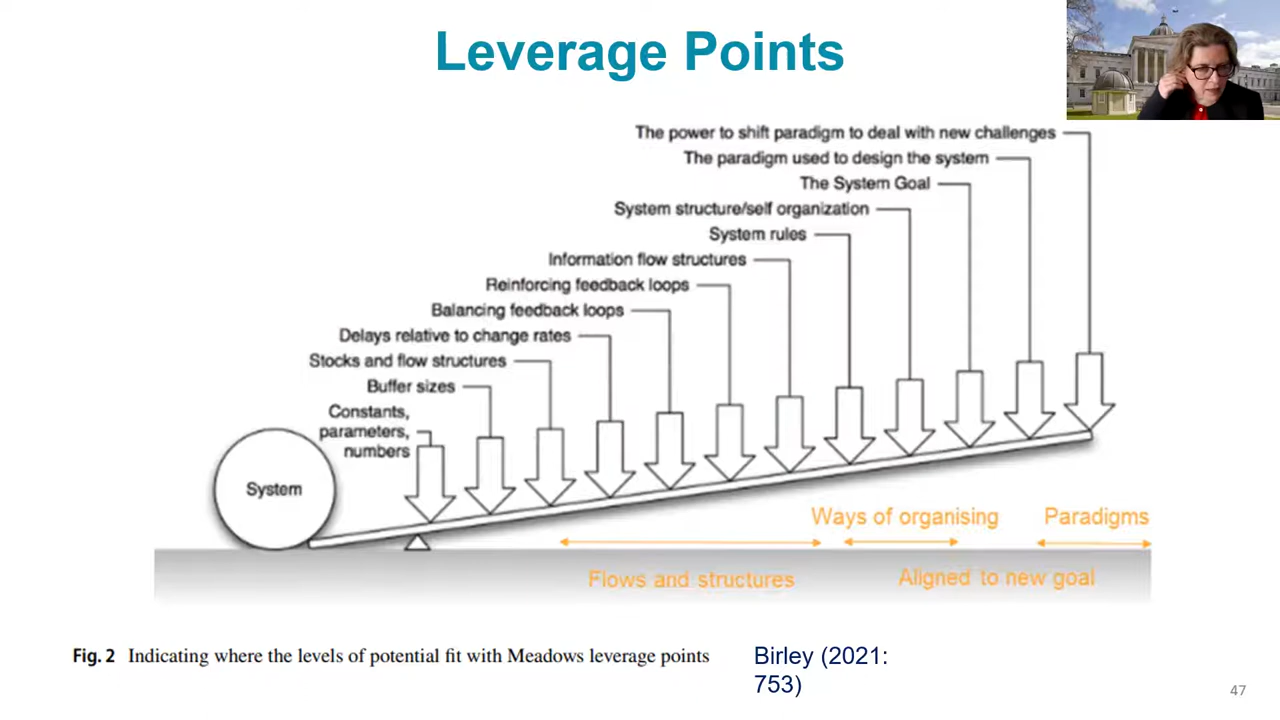 Leverage Points
The power to shift paradigm to deal with new challenges
The paradigm used to design the system
The System Goal
System structure/self organization
System rules
Information flow structures
Reinforcing feedback loops
Balancing feedback loops
Delays relative to change rates
Stocks and flow structures
Buffer sizes
Constants,
parameters,
numbers
System
Ways of organising
Paradigms
Flows and structures
Aligned to new goal
Fig. 2 Indicating where the levels of potential fit with Meadows leverage points
Birley (2021:
753)
47